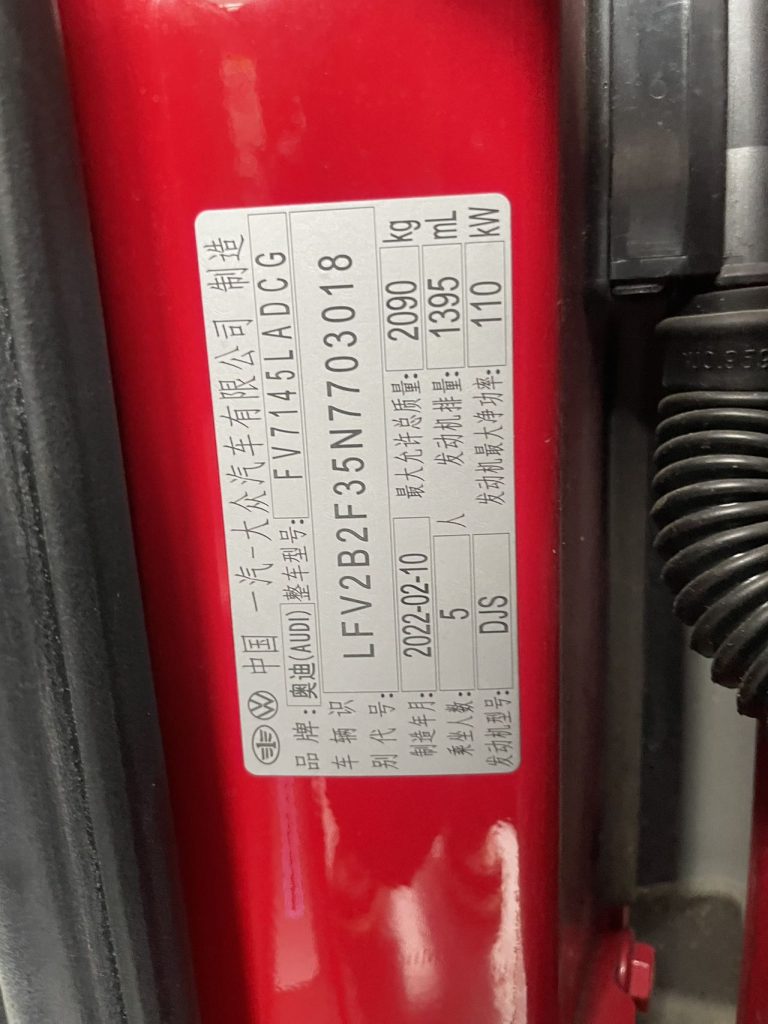 中国 一汽-大众汽车有限公司 制造
品牌: 奥迪(AUDI) 整车型号: FV7145LADCG
车辆识别代号: LFV2B2F35N7703018
制造年月: 2022-02-10 最大允许总质量: 2090 kg
乘坐人数: 5 人 发动机排量: 1395 mL
发动机型号: DJS 发动机最大净功率: 110 kW